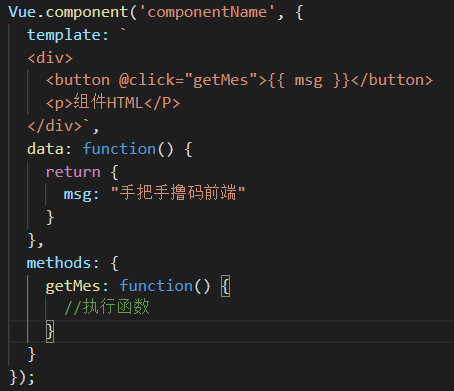 Vue.component('componentName', {
  template: `
  <div>
    <button @click="getMes">{{ msg }}</button>
    <p>组件HTML</P>
  </div>`,
  data: function() {
    return {
      msg: "手把手撸码前端"
    }
  },
  methods: {
    getMes: function() {
      //执行函数
    }
  }
});